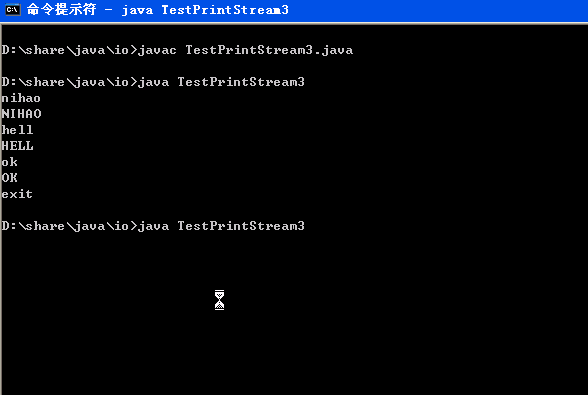 命令提示符 - java TestPrintStream3
D:\share\java\io>javac TestPrintStream3.java
D:\share\java\io>java TestPrintStream3
nihao
NIHAO
hell
HELL
ok
OK
exit
D:\share\java\io>java TestPrintStream3